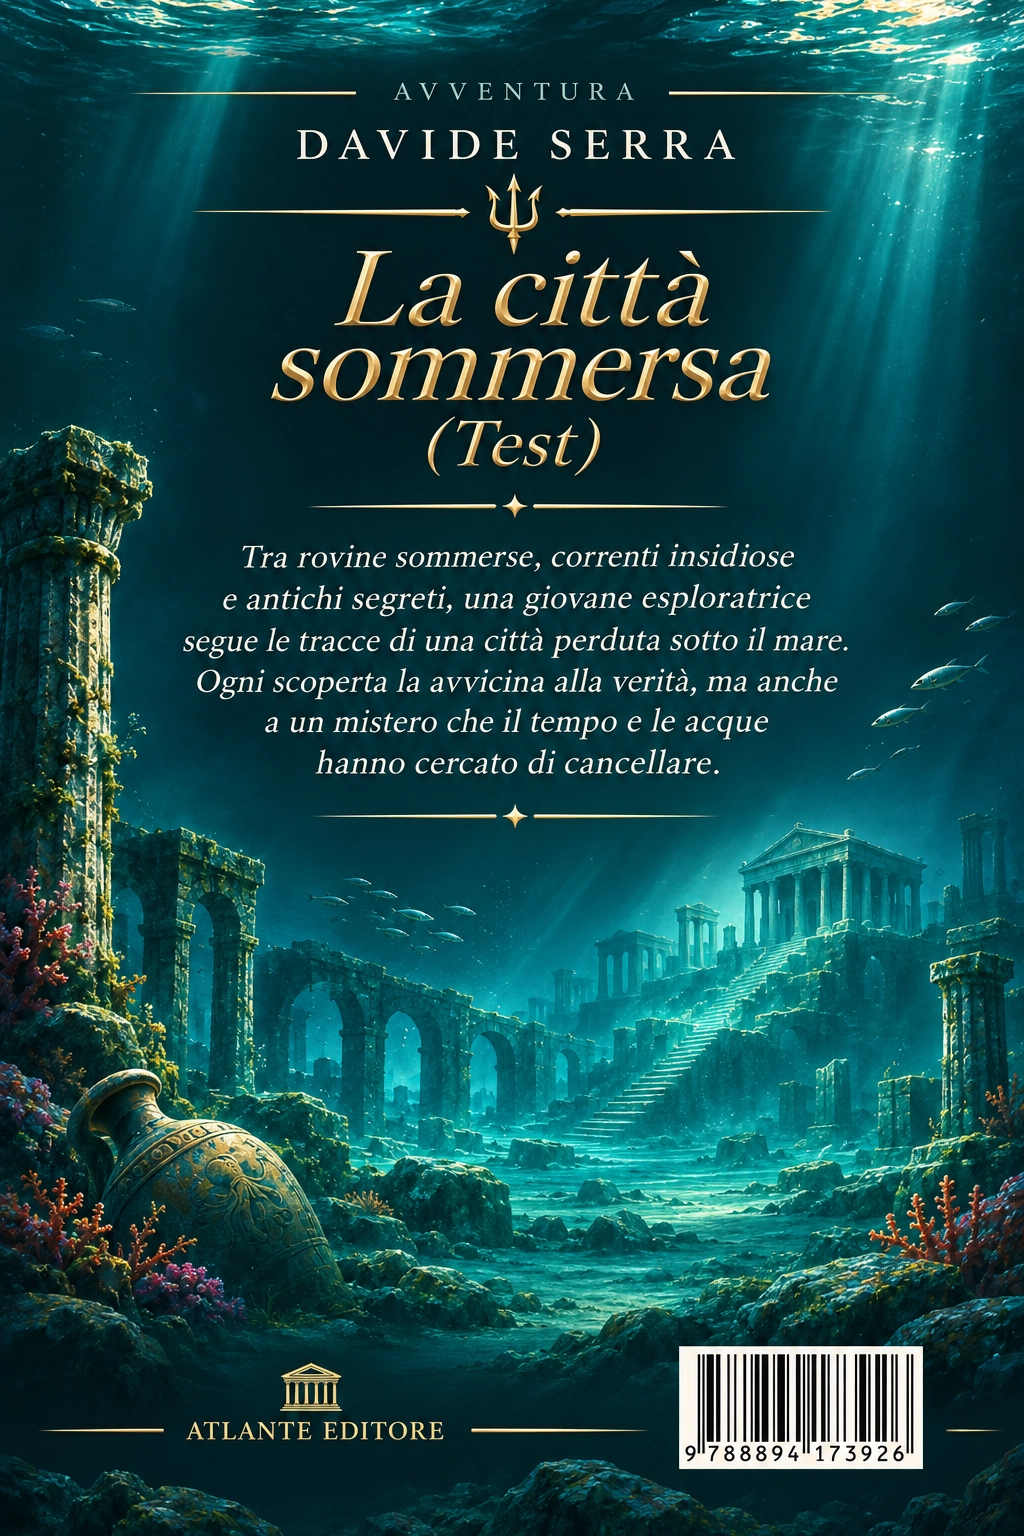 AVVENTURA
DAVIDE SERRA
La città
sommersa
(Test)
Tra rovine sommerse, correnti insidiose
e antichi segreti, una giovane esploratrice
segue le tracce di una città perduta sotto il mare.
Ogni scoperta la avvicina alla verità, ma anche
a un mistero che il tempo e le acque
hanno cercato di cancellare.
ATLANTE EDITORE
9 788894 173926